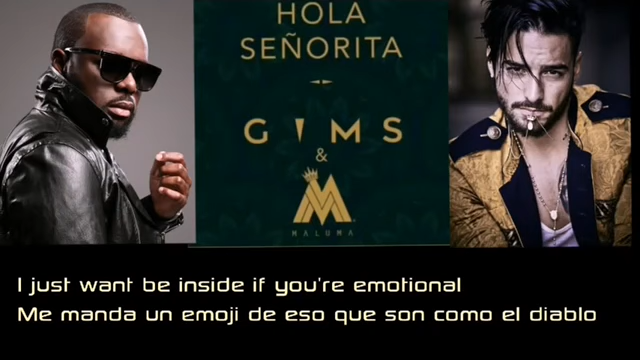 HOLA
SEÑORITA
GIMS
&
MALUMA
I just want be inside if you're emotional
Me manda un emoji de eso que son como el diablo